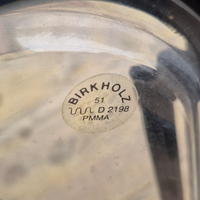 BIRKHOLZ
51
D 2198
PMMA